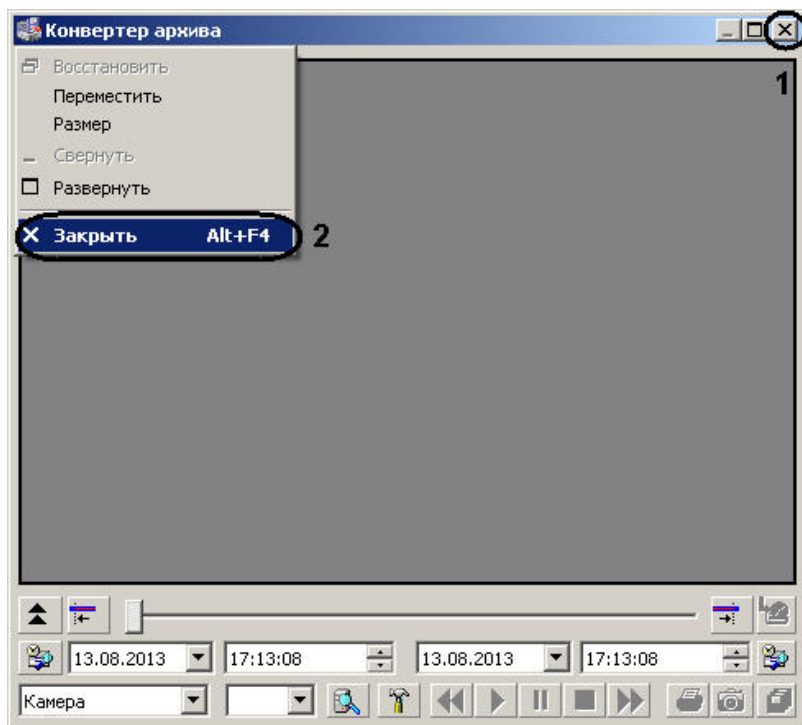 Конвертер архива
1
Восстановить
Переместить
Размер
Свернуть
Развернуть
Закрыть Alt+F4 2
13.08.2013 17:13:08 13.08.2013 17:13:08
Камера